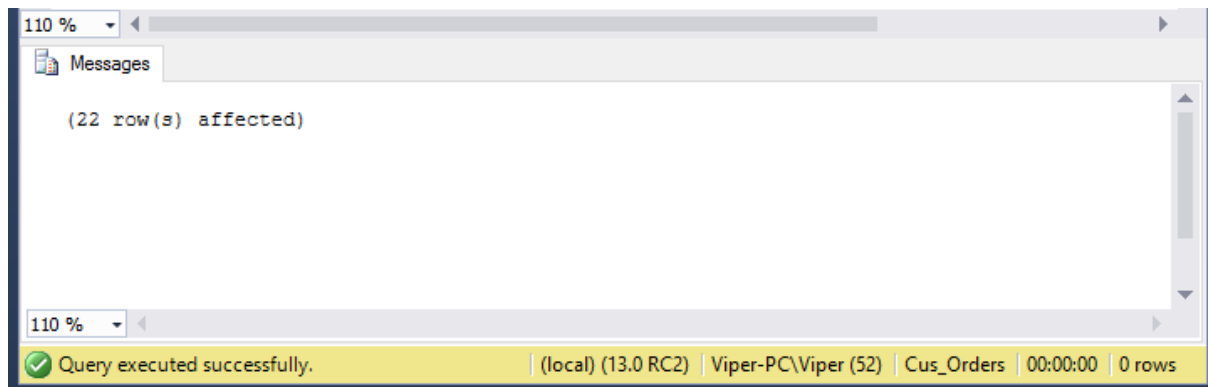 110 %
Messages
(22 row(s) affected)
110 %
Query executed successfully. (local) (13.0 RC2) Viper-PC\Viper (52) Cus_Orders 00:00:00 0 rows